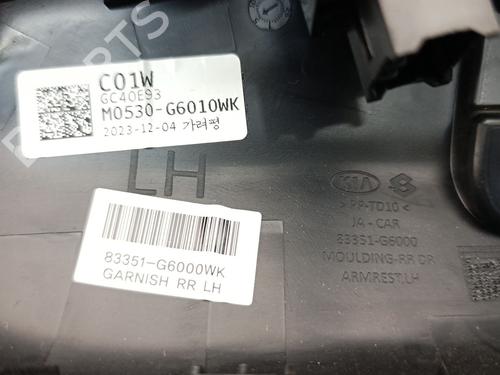 C01W
GC40E93
M0530-G6010WK
2023-12-04 가려평
LH
83351-G6000WK
GARNISH RR LH
KIA
>PP-TD10<
JA-CAR
83351-G6000
MOULDING-RR DR
ARMREST,LH